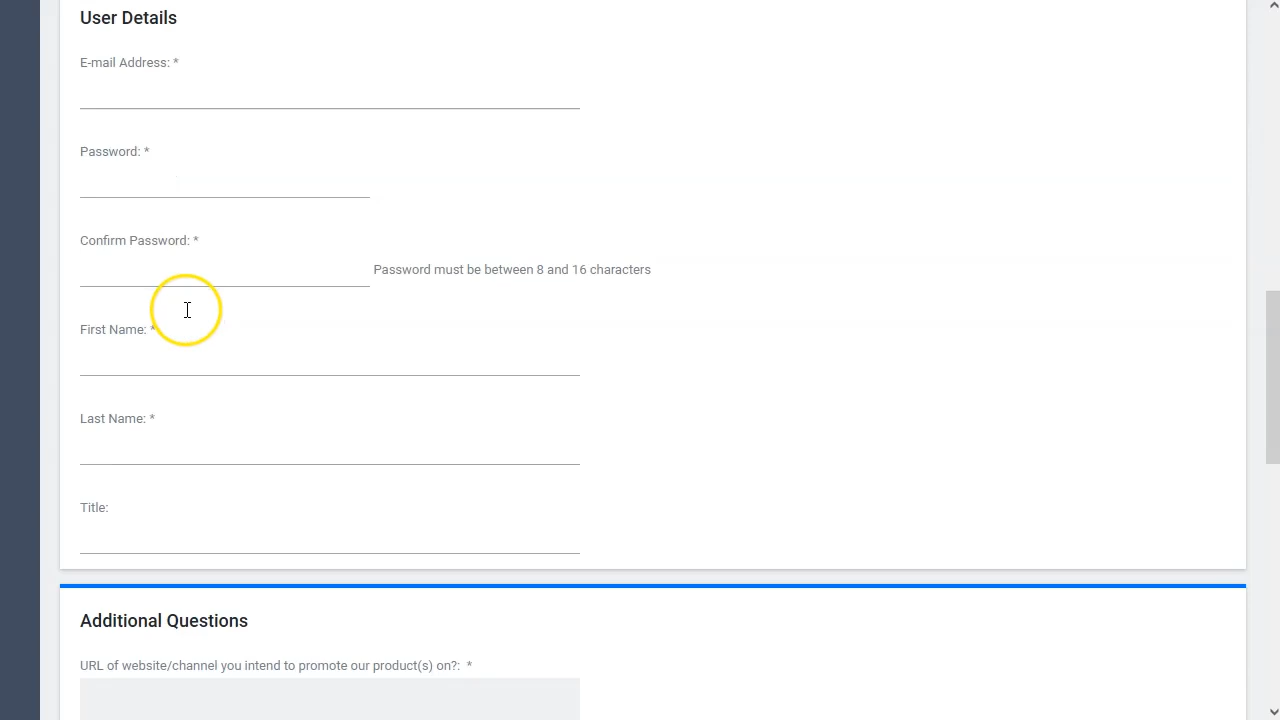 User Details
E-mail Address: *
Password: *
Confirm Password: *
Password must be between 8 and 16 characters
First Name: *
Last Name: *
Title:
Additional Questions
URL of website/channel you intend to promote our product(s) on?: *